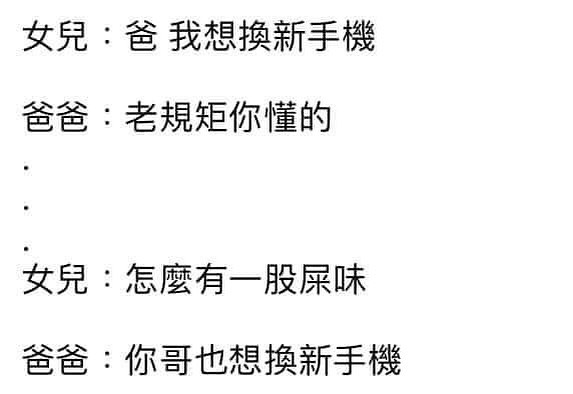 女兒：爸 我想換新手機
爸爸：老規矩你懂的
.
.
.
女兒：怎麼有一股屎味
爸爸：你哥也想換新手機